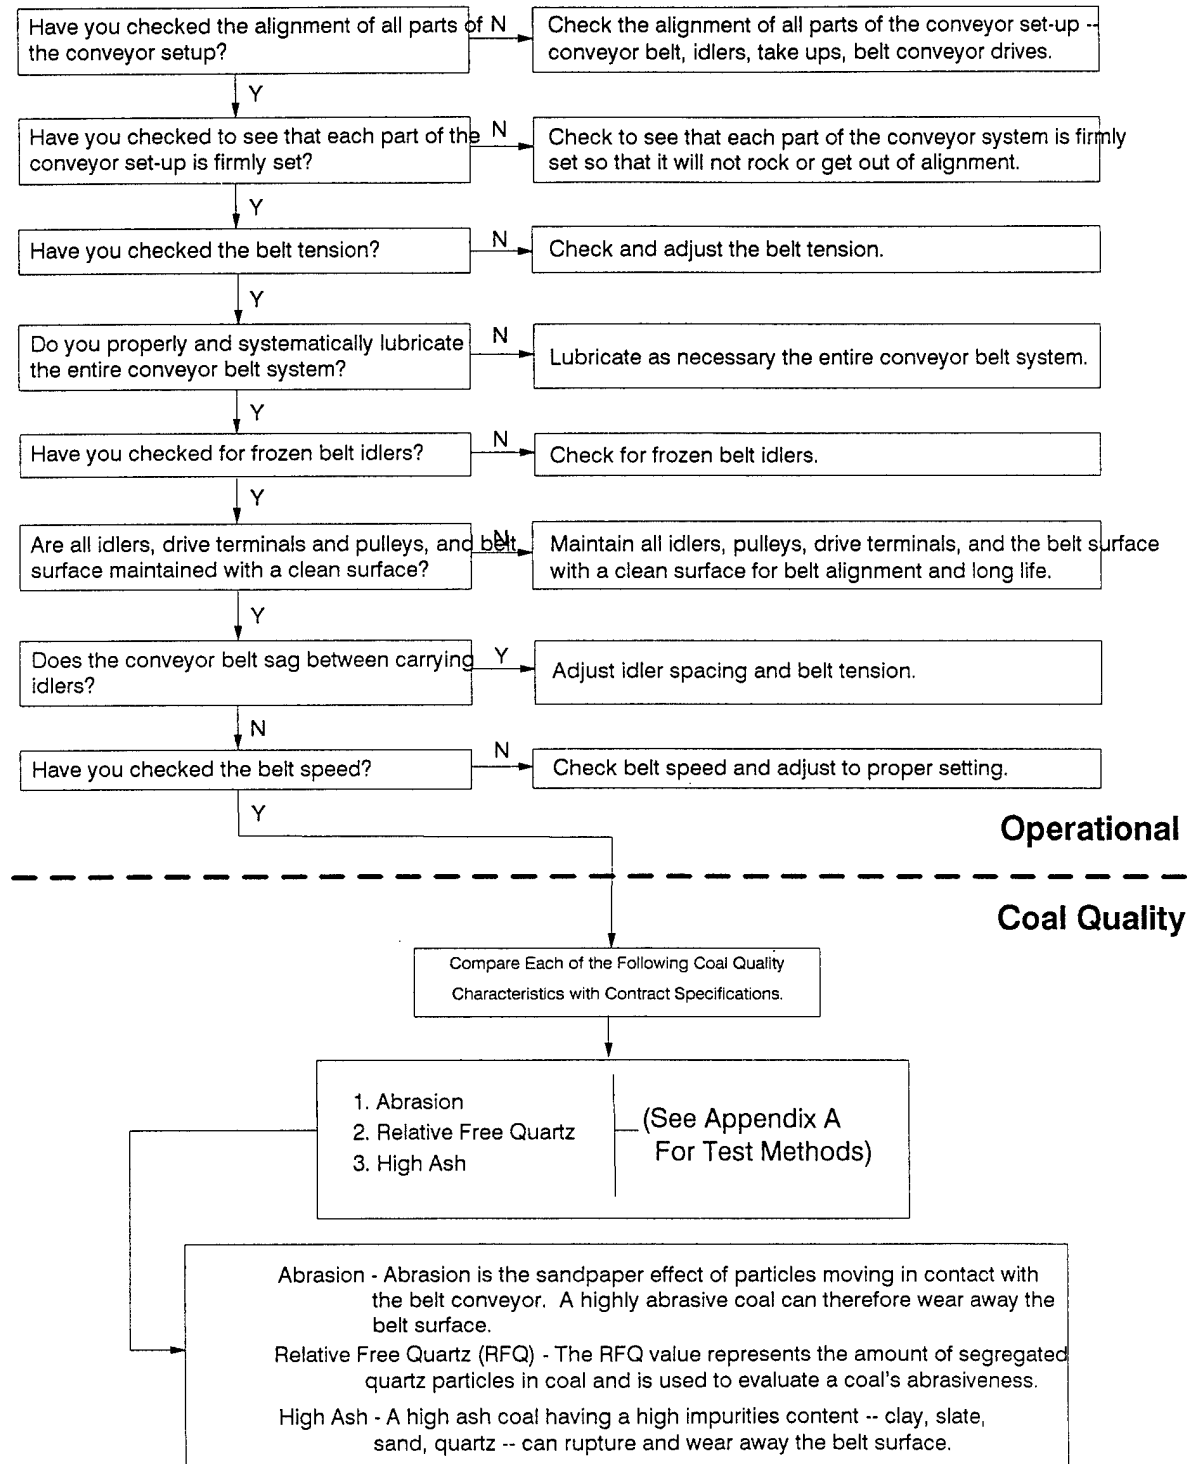 Have you checked the alignment of all parts of
the conveyor setup?
N
Check the alignment of all parts of the conveyor set-up --
conveyor belt, idlers, take ups, belt conveyor drives.
Y
Have you checked to see that each part of the
conveyor set-up is firmly set?
N
Check to see that each part of the conveyor system is firmly
set so that it will not rock or get out of alignment.
Y
Have you checked the belt tension?
N
Check and adjust the belt tension.
Y
Do you properly and systematically lubricate
the entire conveyor belt system?
N
Lubricate as necessary the entire conveyor belt system.
Y
Have you checked for frozen belt idlers?
N
Check for frozen belt idlers.
Y
Are all idlers, drive terminals and pulleys, and belt
surface maintained with a clean surface?
N
Maintain all idlers, pulleys, drive terminals, and the belt surface
with a clean surface for belt alignment and long life.
Y
Does the conveyor belt sag between carrying
idlers?
Y
Adjust idler spacing and belt tension.
N
Have you checked the belt speed?
N
Check belt speed and adjust to proper setting.
Y
Operational
Coal Quality
Compare Each of the Following Coal Quality
Characteristics with Contract Specifications.
1. Abrasion
2. Relative Free Quartz
3. High Ash
(See Appendix A
For Test Methods)
Abrasion - Abrasion is the sandpaper effect of particles moving in contact with
the belt conveyor. A highly abrasive coal can therefore wear away the
belt surface.
Relative Free Quartz (RFQ) - The RFQ value represents the amount of segregated
quartz particles in coal and is used to evaluate a coal's abrasiveness.
High Ash - A high ash coal having a high impurities content -- clay, slate,
sand, quartz -- can rupture and wear away the belt surface.